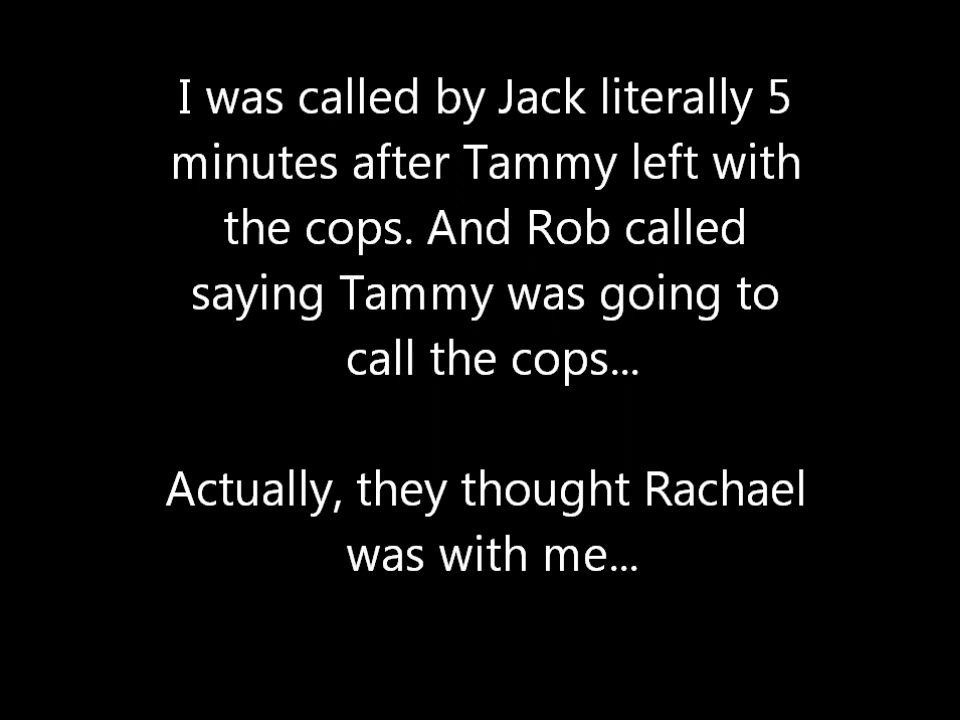 I was called by Jack literally 5
minutes after Tammy left with
the cops. And Rob called
saying Tammy was going to
call the cops...
Actually, they thought Rachael
was with me...